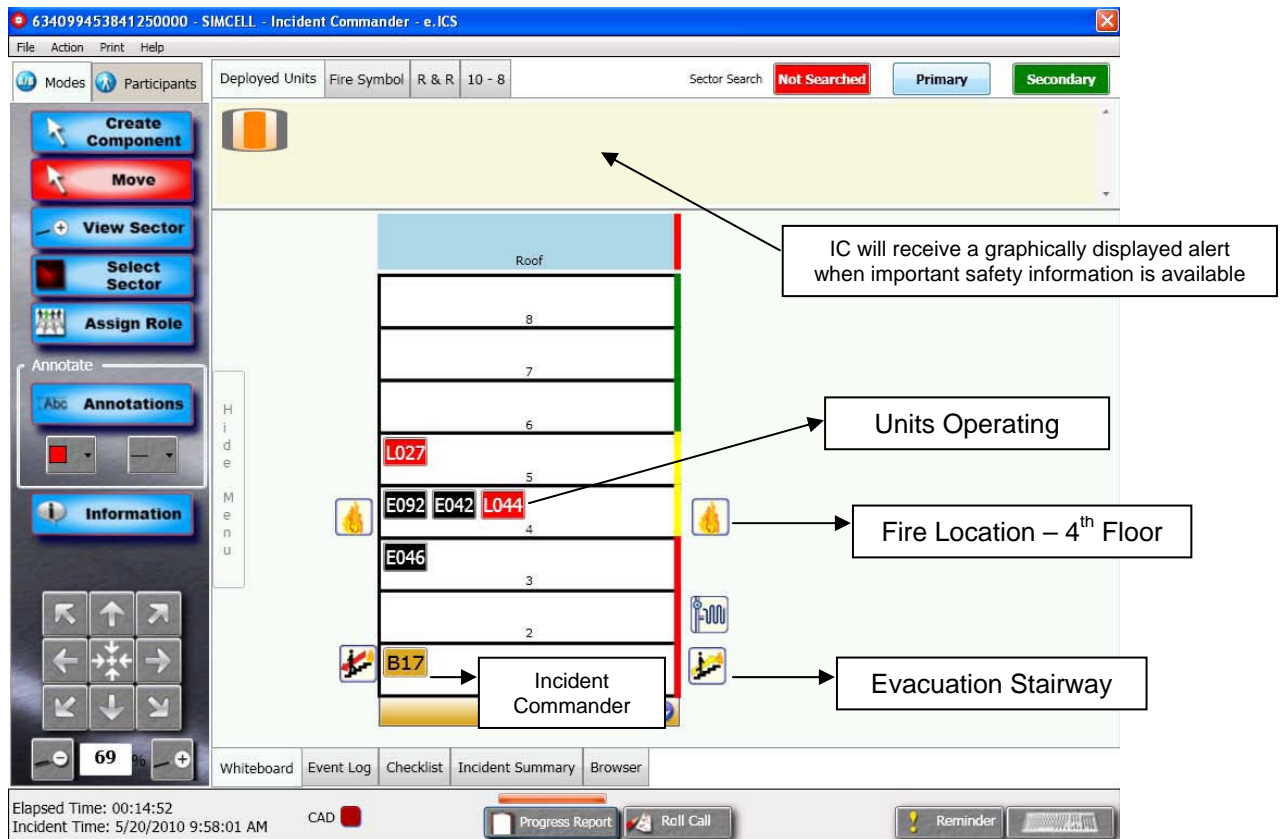 634099453841250000 - SIMCELL - Incident Commander - e.ICS
File Action Print Help
Modes Participants
Deployed Units Fire Symbol R & R 10 - 8
Sector Search Not Searched Primary Secondary
Create
Component
Move
View Sector
Select
Sector
Assign Role
Annotate
Abc Annotations
Information
69 %
Hide Menu
Roof
8
7
6
L027
5
E092 E042 L044
4
E046
3
2
B17
IC will receive a graphically displayed alert
when important safety information is available
Units Operating
Fire Location – 4th Floor
Incident
Commander
Evacuation Stairway
Whiteboard Event Log Checklist Incident Summary Browser
Elapsed Time: 00:14:52
Incident Time: 5/20/2010 9:58:01 AM
CAD
Progress Report Roll Call
Reminder